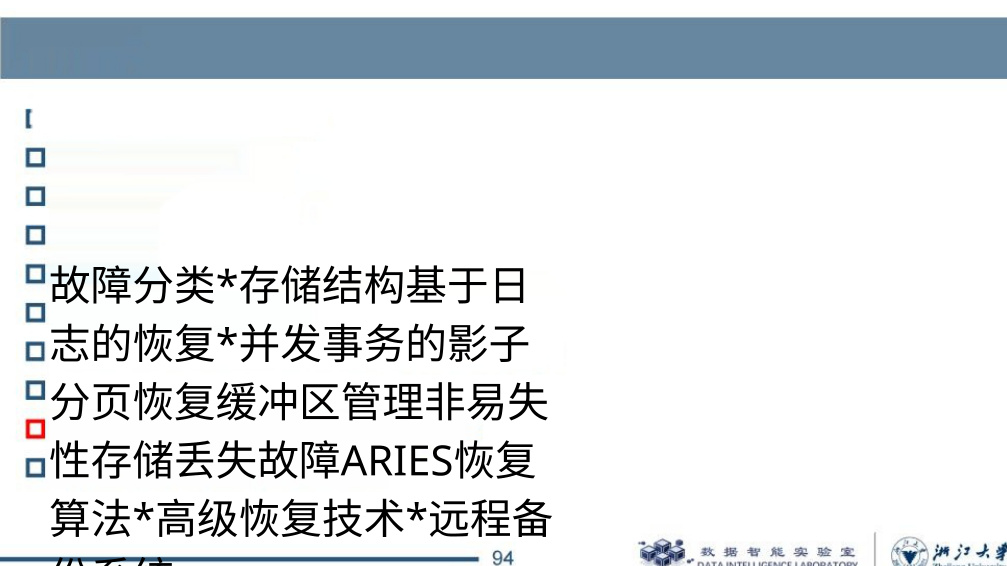 故障分类*存储结构基于日
志的恢复*并发事务的影子
分页恢复缓冲区管理非易失
性存储丢失故障ARIES恢复
算法*高级恢复技术*远程备
份系统
94
数据智能实验室
DATA INTELLIGENCE LABORATORY
浙江大学